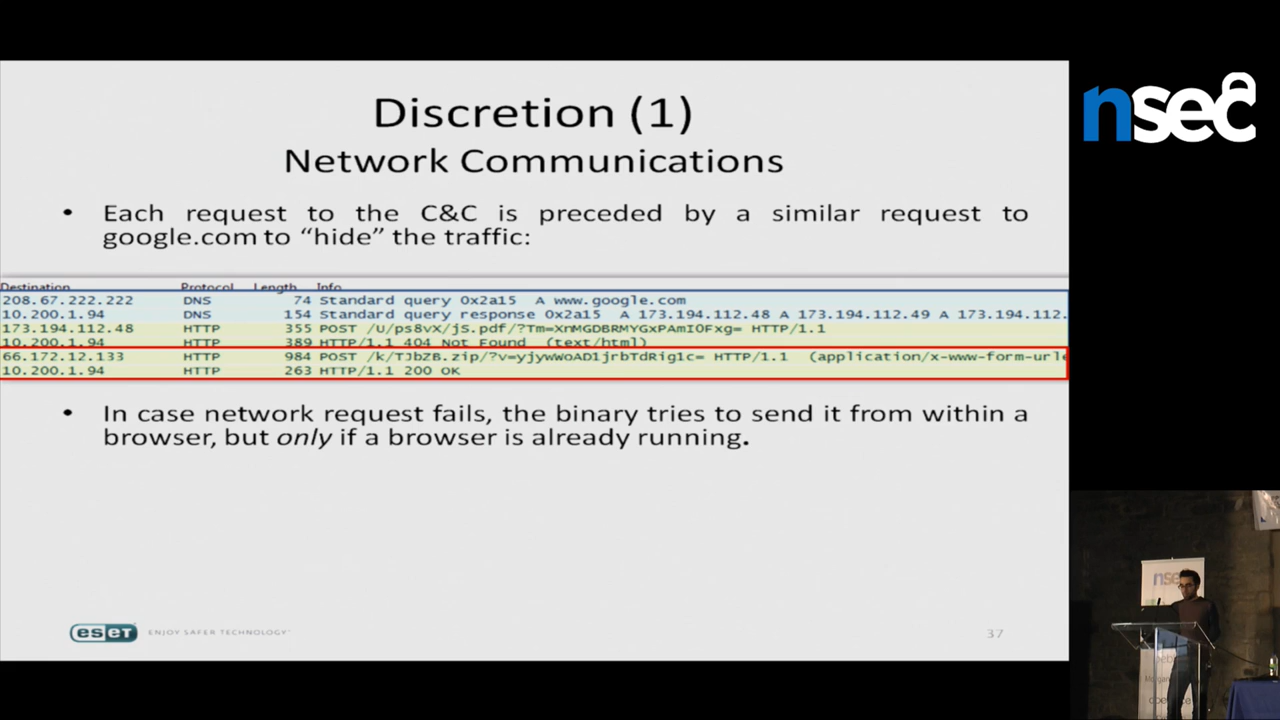 nsec
Discretion (1)
Network Communications
• Each request to the C&C is preceded by a similar request to
google.com to “hide” the traffic:
Destination Protocol Length Info
208.67.222.222 DNS 74 Standard query 0x2a15 A www.google.com
10.200.1.94 DNS 154 Standard query response 0x2a15 A 173.194.112.48 A 173.194.112.49 A 173.194.112.
173.194.112.48 HTTP 355 POST /U/ps8vX/jS.pdf/?Tm=XnMGDBRMYGxPAmIOFxg= HTTP/1.1
10.200.1.94 HTTP 389 HTTP/1.1 404 Not Found (text/html)
66.172.12.133 HTTP 984 POST /k/TJbZB.zip/?v=yjywwoAD1jrbTdRig1c= HTTP/1.1 (application/x-www-form-urle
10.200.1.94 HTTP 263 HTTP/1.1 200 OK
• In case network request fails, the binary tries to send it from within a
browser, but only if a browser is already running.
eset ENJOY SAFER TECHNOLOGY™
37
nsec